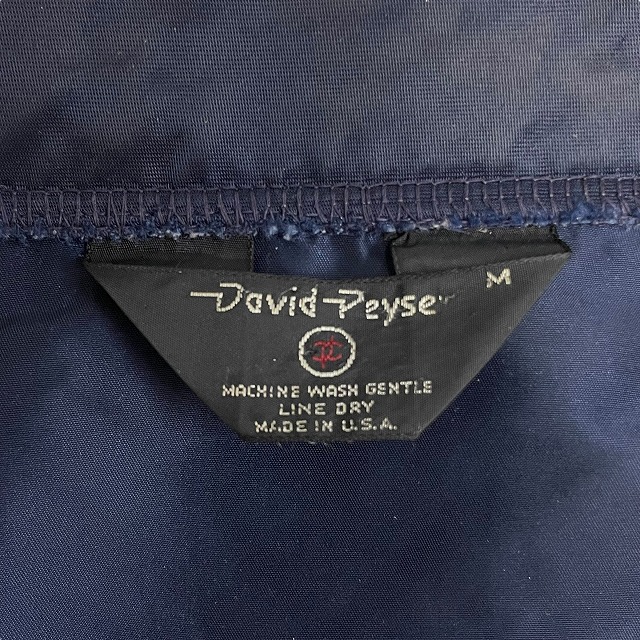 David Peyser
M
MACHINE WASH GENTLE
LINE DRY
MADE IN U.S.A.